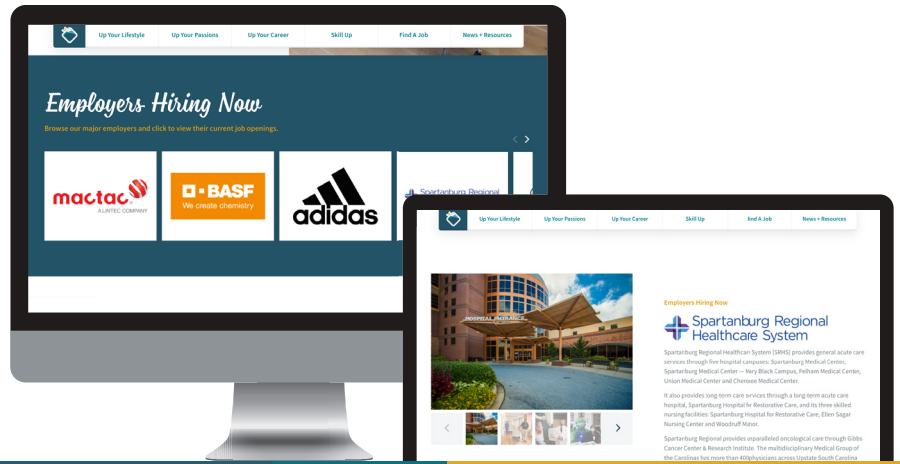 Up Your Lifestyle Up Your Passions Up Your Career Skill Up Find A Job News + Resources
Employers Hiring Now
Browse our major employers and click to view their current job openings.
mactac
A LINTEC COMPANY
BASF
We create chemistry
adidas
Spartanburg Regional
Up Your Lifestyle Up Your Passions Up Your Career Skill Up find A Job News + Resources
HOSPITAL ENTRANCE
Employers Hiring Now
Spartanburg Regional
Healthcare System
Spartanburg Regional Healthcari System (SRHS) provides general acute care
services through five hospital campuses: Spartanburg Medical Center,
Spartanburg Medical Center — Mary Black Campus, Pelham Medical Center,
Union Medical Center and Cherokee Medical Center.
It also provides long-term care services through a long-term acute care
hospital, Spartanburg Hospital for Restorative Care, and its three skilled
nursing facilities: Spartanburg Hospital for Restorative Care, Ellen Sagar
Nursing Center and Woodruff Manor.
Spartanburg Regional provides unparalleled oncological care through Gibbs
Cancer Center & Research Institute. The multidisciplinary Medical Group of
the Carolinas has more than 400physicians across Upstate South Carolina